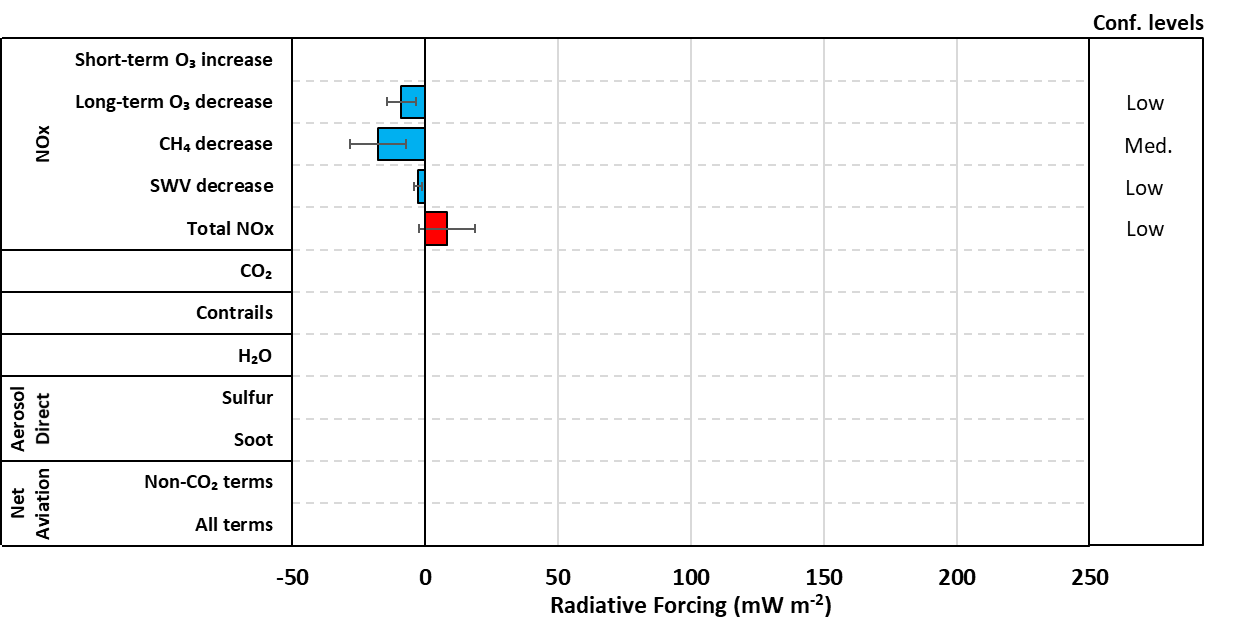 Conf. levels
NOx
Short-term O₃ increase
Long-term O₃ decrease Low
CH₄ decrease Med.
SWV decrease Low
Total NOx Low
CO₂
Contrails
H₂O
Aerosol
Direct
Sulfur
Soot
Net
Aviation
Non-CO₂ terms
All terms
-50 0 50 100 150 200 250
Radiative Forcing (mW m⁻²)